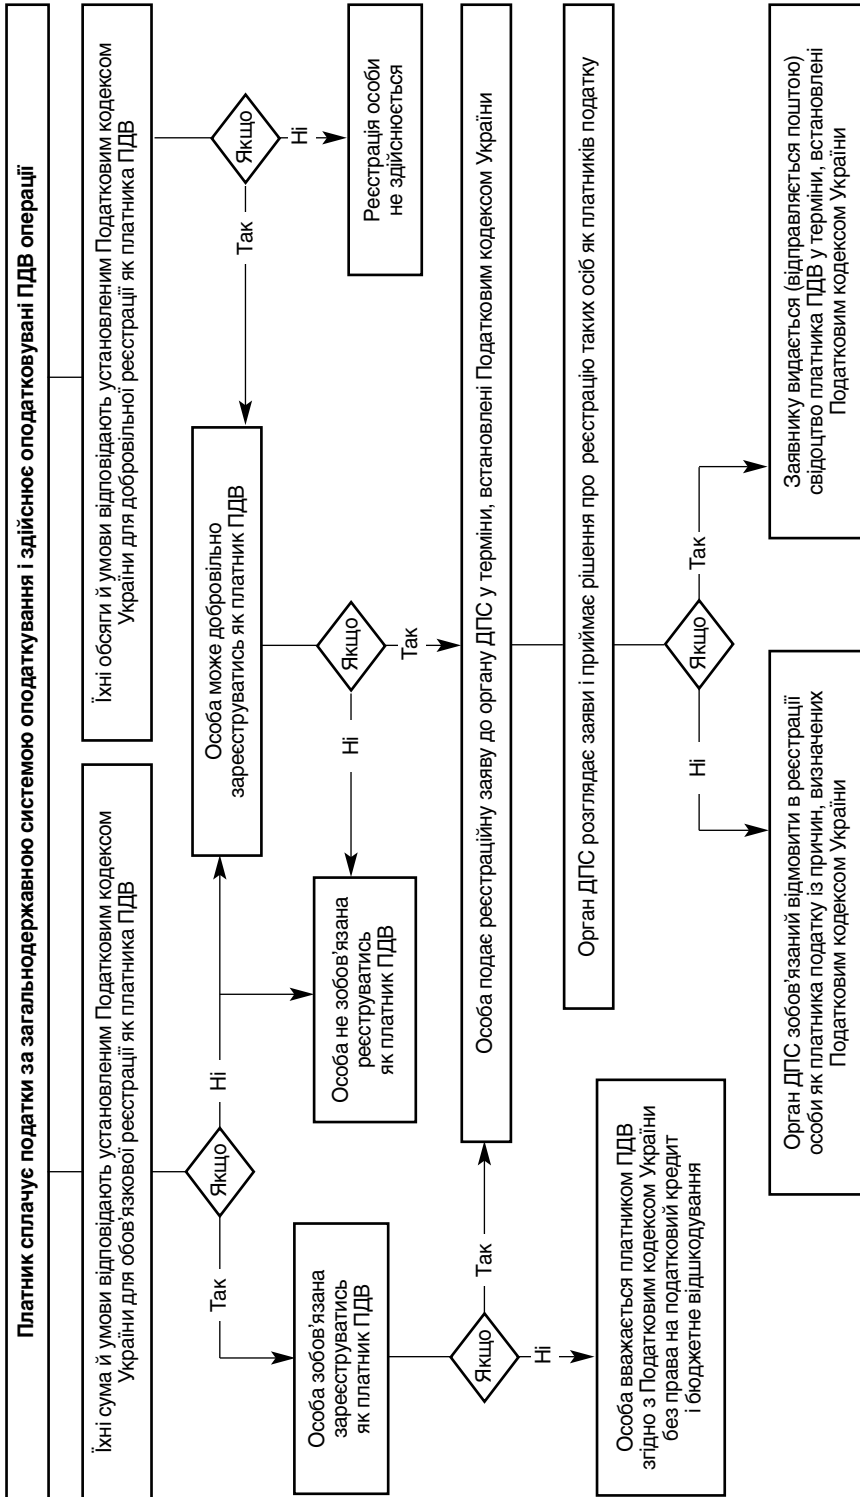 Платник сплачує податки за загальнодержавною системою оподаткування і здійснює оподатковувані ПДВ операції
Їхні сума й умови відповідають установленим Податковим кодексом
України для обов’язкової реєстрації як платника ПДВ
Їхні обсяги й умови відповідають установленим Податковим кодексом
України для добровільної реєстрації як платника ПДВ
Якщо
Так
Ні
Якщо
Так
Ні
Особа зобов’язана
зареєструватись
як платник ПДВ
Особа не зобов’язана
реєструватись
як платник ПДВ
Особа може добровільно
зареєструватись як платник ПДВ
Реєстрація особи
не здійснюється
Якщо
Так
Ні
Якщо
Ні
Так
Особа подає реєстраційну заяву до органу ДПС у терміни, встановлені Податковим кодексом України
Особа вважається платником ПДВ
згідно з Податковим кодексом України
без права на податковий кредит
і бюджетне відшкодування
Орган ДПС розглядає заяви і приймає рішення про реєстрацію таких осіб як платників податку
Якщо
Ні
Так
Орган ДПС зобов’язаний відмовити в реєстрації
особи як платника податку із причин, визначених
Податковим кодексом України
Заявнику видається (відправляється поштою)
свідоцтво платника ПДВ у терміни, встановлені
Податковим кодексом України